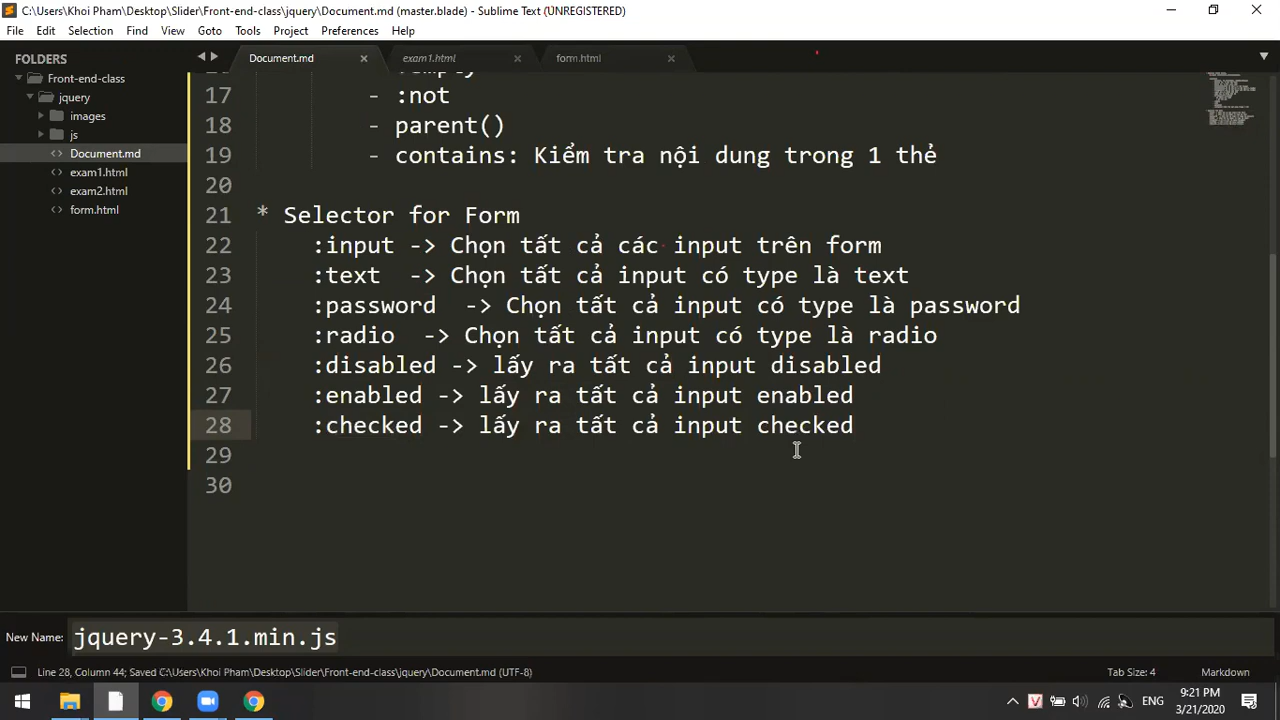 C:\Users\Khoi Pham\Desktop\Slider\Front-end-class\jquery\Document.md (master.blade) - Sublime Text (UNREGISTERED)
File Edit Selection Find View Goto Tools Project Preferences Help
FOLDERS
Front-end-class
jquery
images
js
Document.md
exam1.html
exam2.html
form.html
Document.md exam1.html form.html
17 - :not
18 - parent()
19 - contains: Kiểm tra nội dung trong 1 thẻ
20
21 * Selector for Form
22 :input -> Chọn tất cả các input trên form
23 :text -> Chọn tất cả input có type là text
24 :password -> Chọn tất cả input có type là password
25 :radio -> Chọn tất cả input có type là radio
26 :disabled -> lấy ra tất cả input disabled
27 :enabled -> lấy ra tất cả input enabled
28 :checked -> lấy ra tất cả input checked
29
30
New Name: jquery-3.4.1.min.js
Line 28, Column 44; Saved C:\Users\Khoi Pham\Desktop\Slider\Front-end-class\jquery\Document.md (UTF-8) Tab Size: 4 Markdown
ENG
9:21 PM
3/21/2020